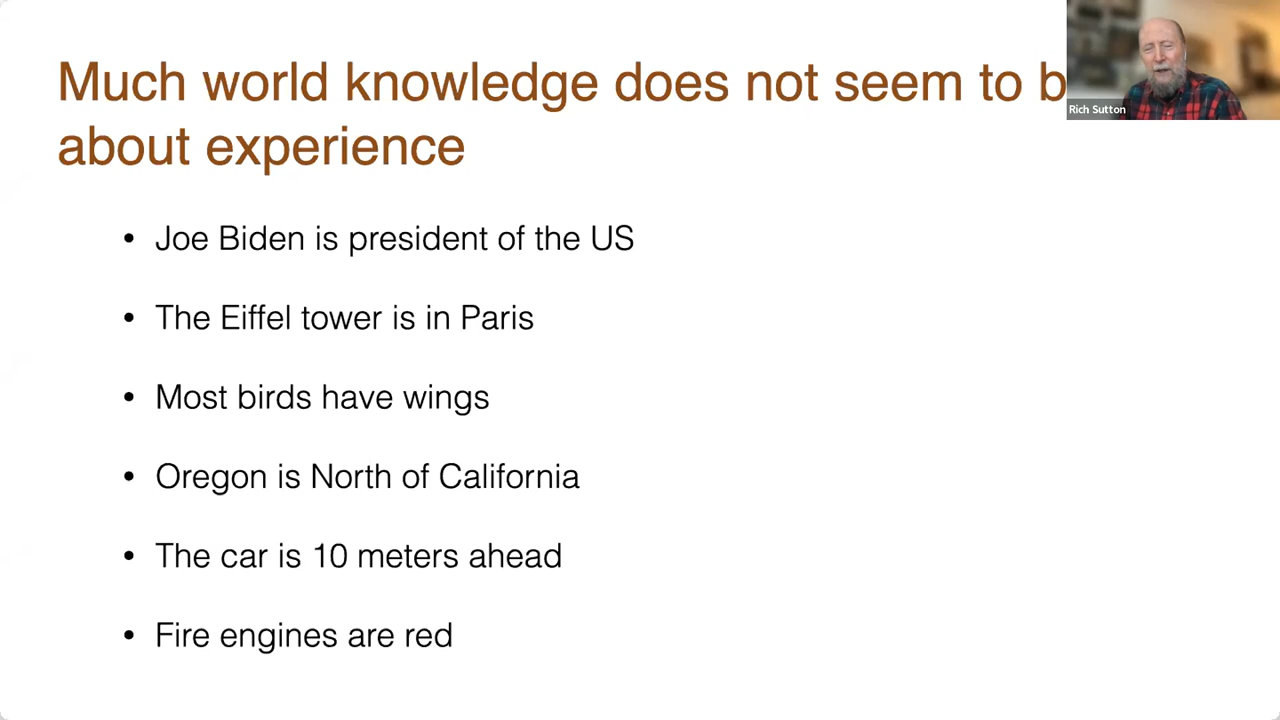 Much world knowledge does not seem to b
about experience
Rich Sutton
• Joe Biden is president of the US
• The Eiffel tower is in Paris
• Most birds have wings
• Oregon is North of California
• The car is 10 meters ahead
• Fire engines are red